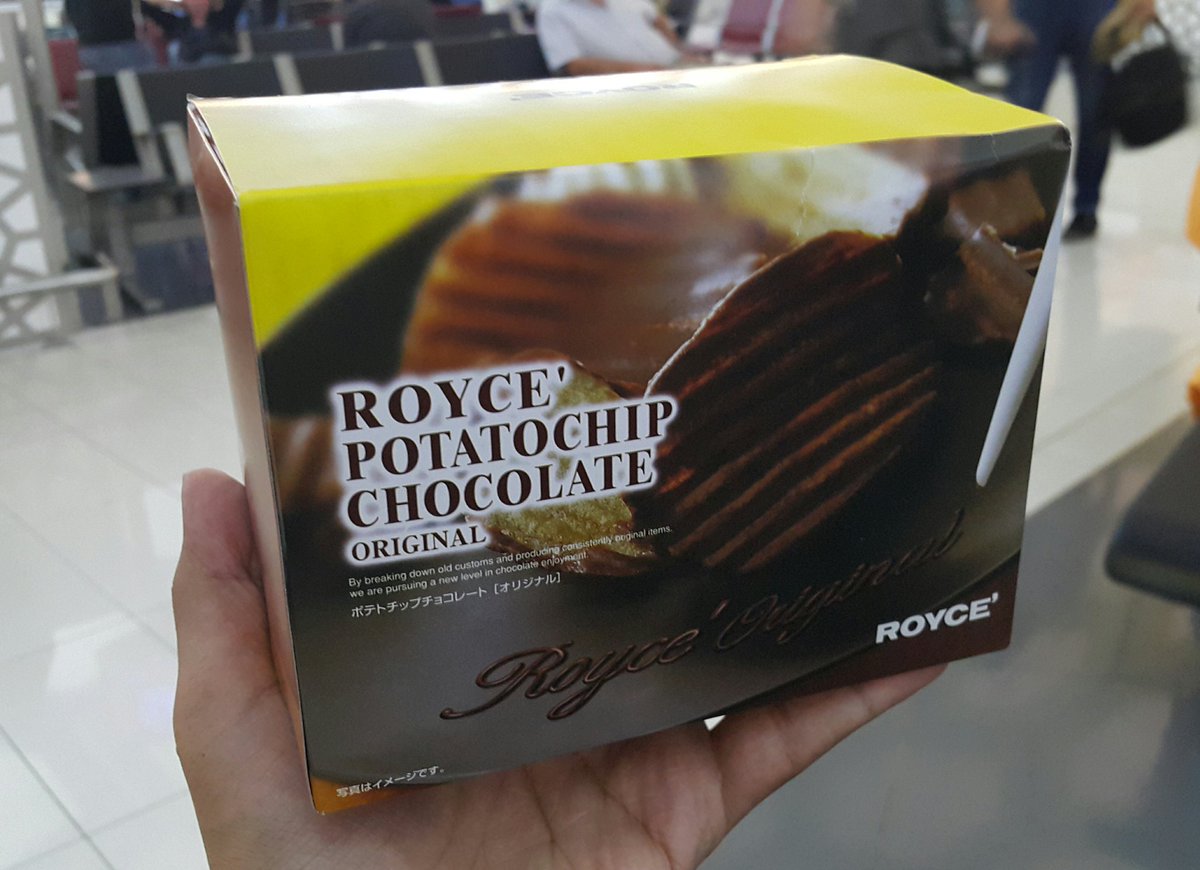 ROYCE'
ROYCE'
POTATOCHIP
CHOCOLATE
ORIGINAL
By breaking down old customs and producing consistently original items.
we are pursuing a new level in chocolate enjoyment.
ポテトチップチョコレート［オリジナル］
Royce' Original
ROYCE'
写真はイメージです。